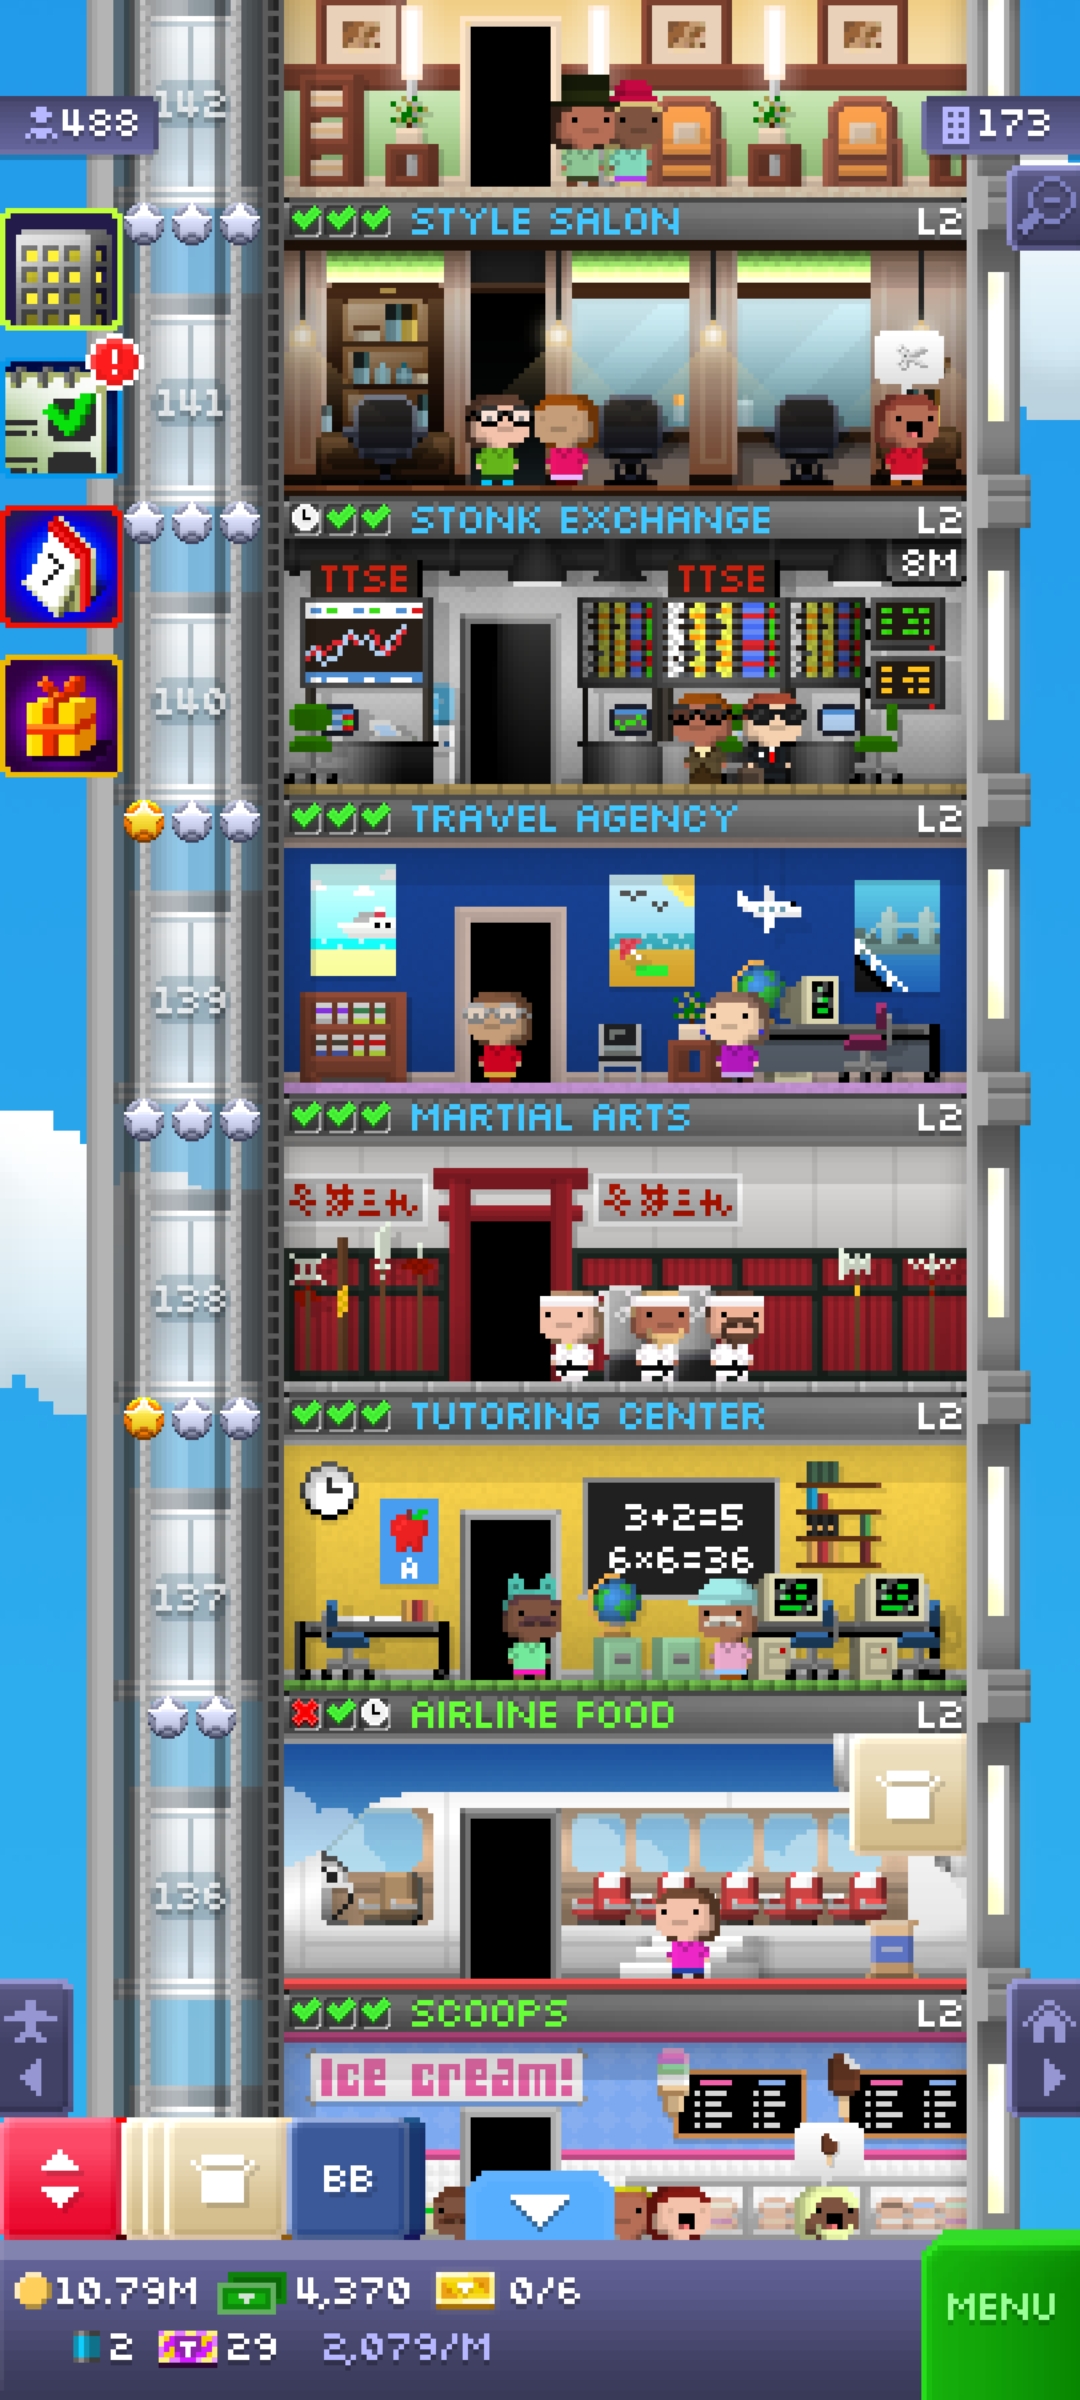 142
488
173
STYLE SALON L2
141
STONK EXCHANGE L2
8M
TTSE TTSE
7
140
TRAVEL AGENCY L2
139
MARTIAL ARTS L2
138
TUTORING CENTER L2
3+2=5
6×6=36
A
137
AIRLINE FOOD L2
136
SCOOPS L2
Ice cream!
BB
10.79M 4,370 0/6
2 29 2,079/M
MENU